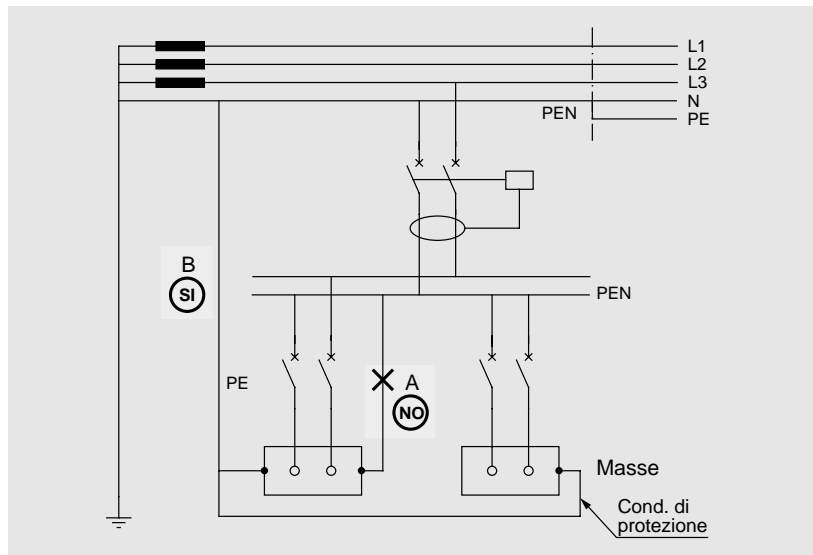 L1
L2
L3
N
PEN
PE
B
SI
PEN
PE
A
NO
Masse
Cond. di
protezione